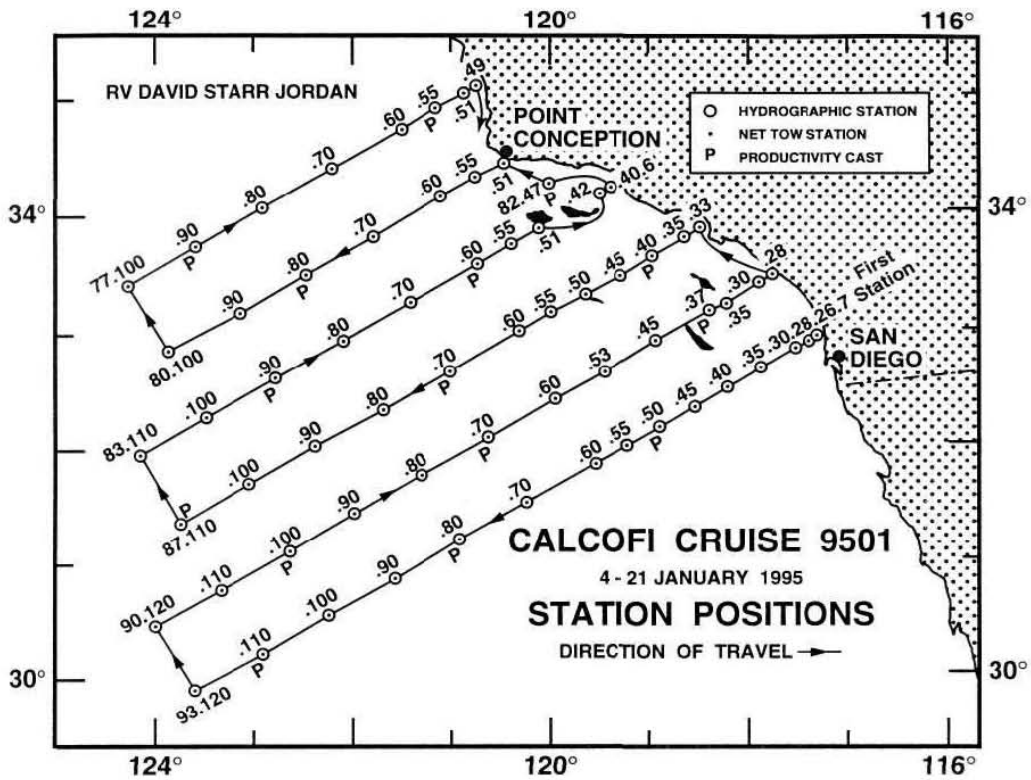 124°
120°
116°
RV DAVID STARR JORDAN
HYDROGRAPHIC STATION
NET TOW STATION
P PRODUCTIVITY CAST
POINT
CONCEPTION
34°
34°
77.100
.90
P
.80
.70
.60
.55
P
.51
.49
80.100
.90
.80
P
.70
.60
.55
.51
82.47
P
.42
40.6
83.110
.100
.90
P
.80
.70
.60
P
.55
.51
87.110
P
.100
.90
.80
.70
P
.60
.55
.50
.45
.40
P
.35
.33
90.120
.110
.100
P
.90
.80
.70
P
.60
.53
.45
.37
P
.35
.30
.28
93.120
.110
P
.100
.90
.80
P
.70
.60
.55
.50
P
.45
.40
.35
.30
.28
.26.7
First
Station
SAN
DIEGO
CALCOFI CRUISE 9501
4 - 21 JANUARY 1995
STATION POSITIONS
DIRECTION OF TRAVEL
30°
30°
124°
120°
116°